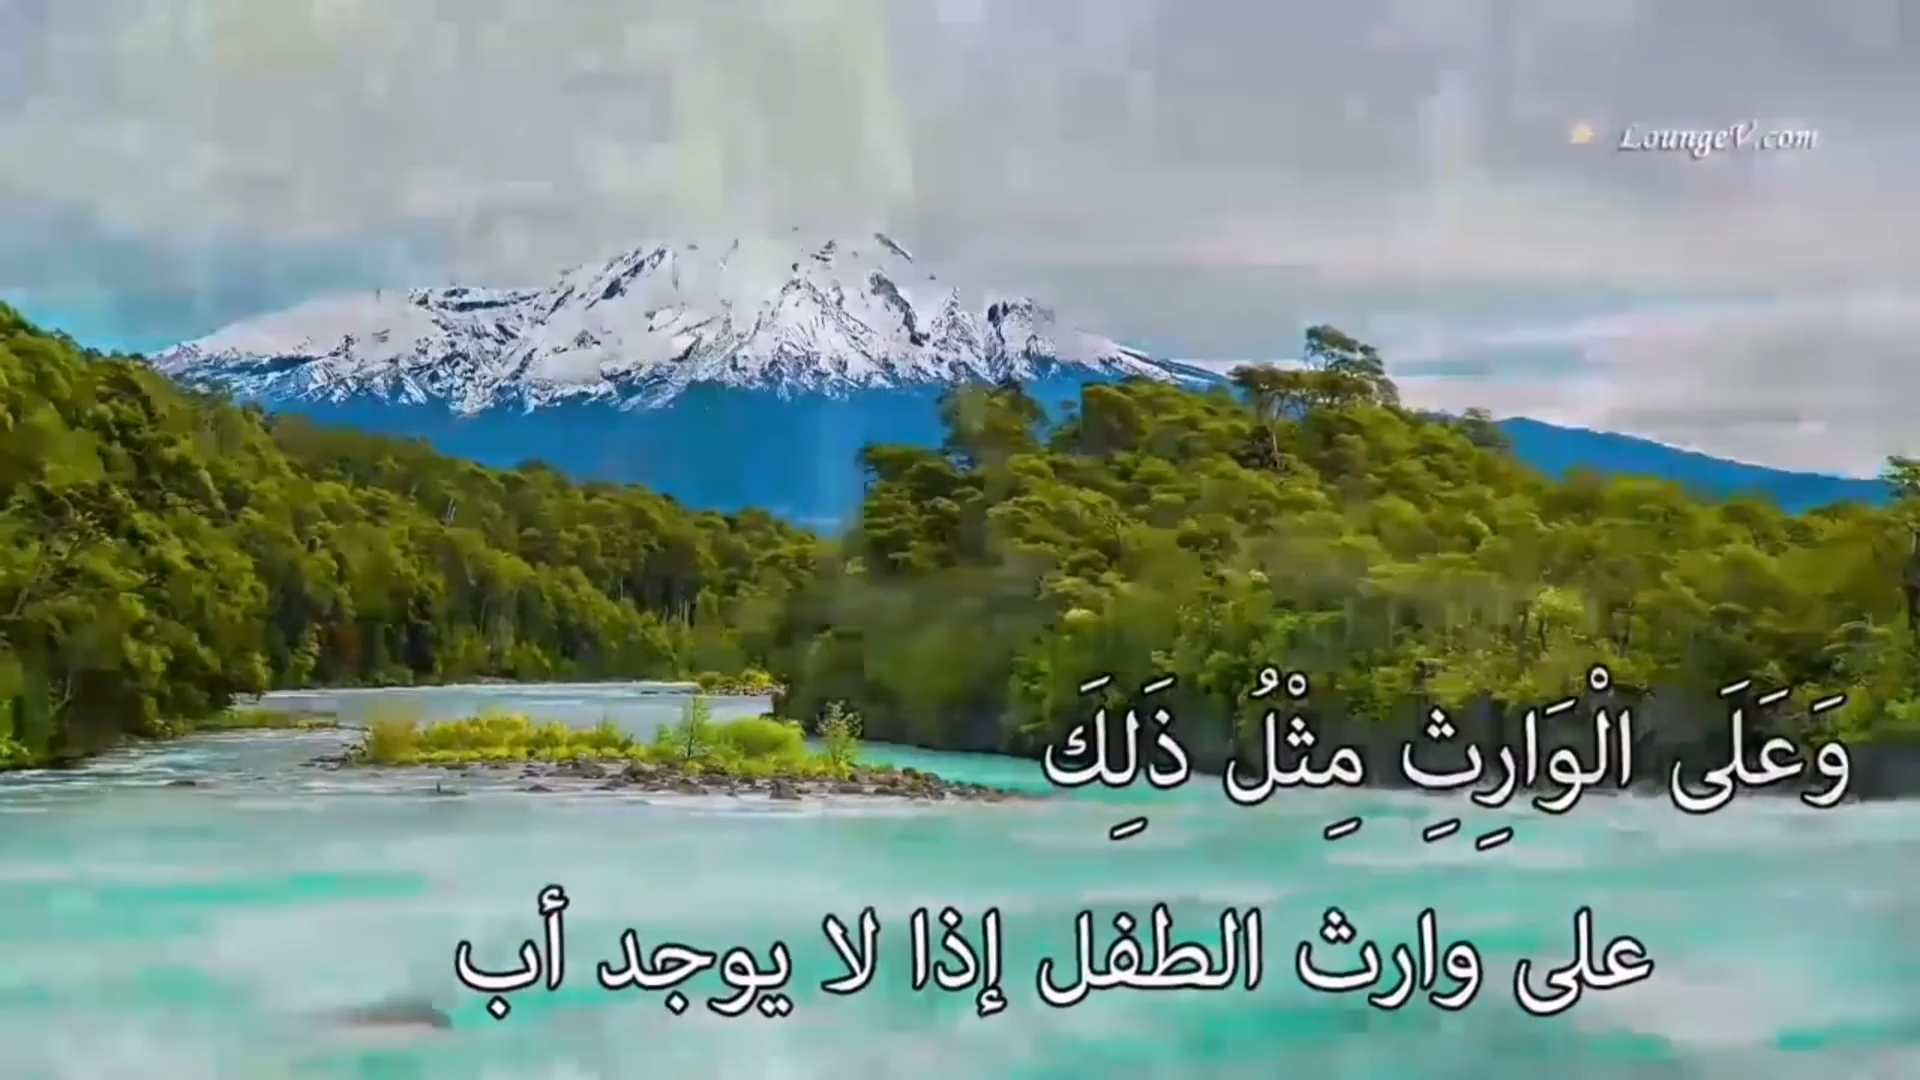 LoungeV.com
وَعَلَى الْوَارِثِ مِثْلُ ذَلِكَ
على وارث الطفل إذا لا يوجد أب